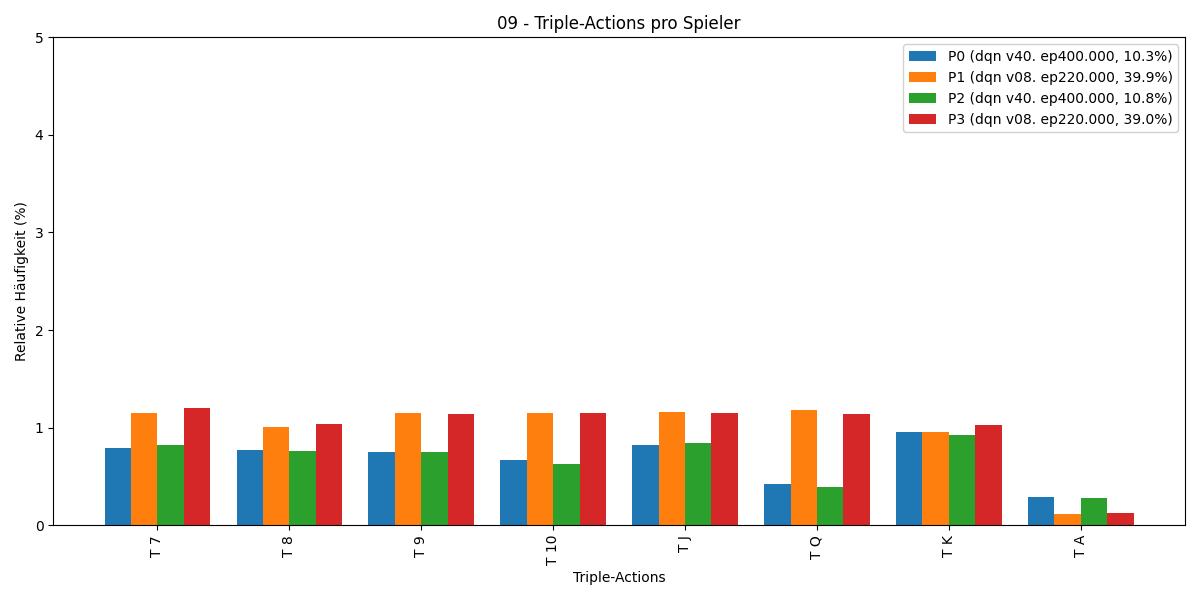 09 - Triple-Actions pro Spieler
P0 (dqn v40. ep400.000, 10.3%)
P1 (dqn v08. ep220.000, 39.9%)
P2 (dqn v40. ep400.000, 10.8%)
P3 (dqn v08. ep220.000, 39.0%)
Relative Häufigkeit (%)
5
4
3
2
1
0
T 7
T 8
T 9
T 10
T J
T Q
T K
T A
Triple-Actions